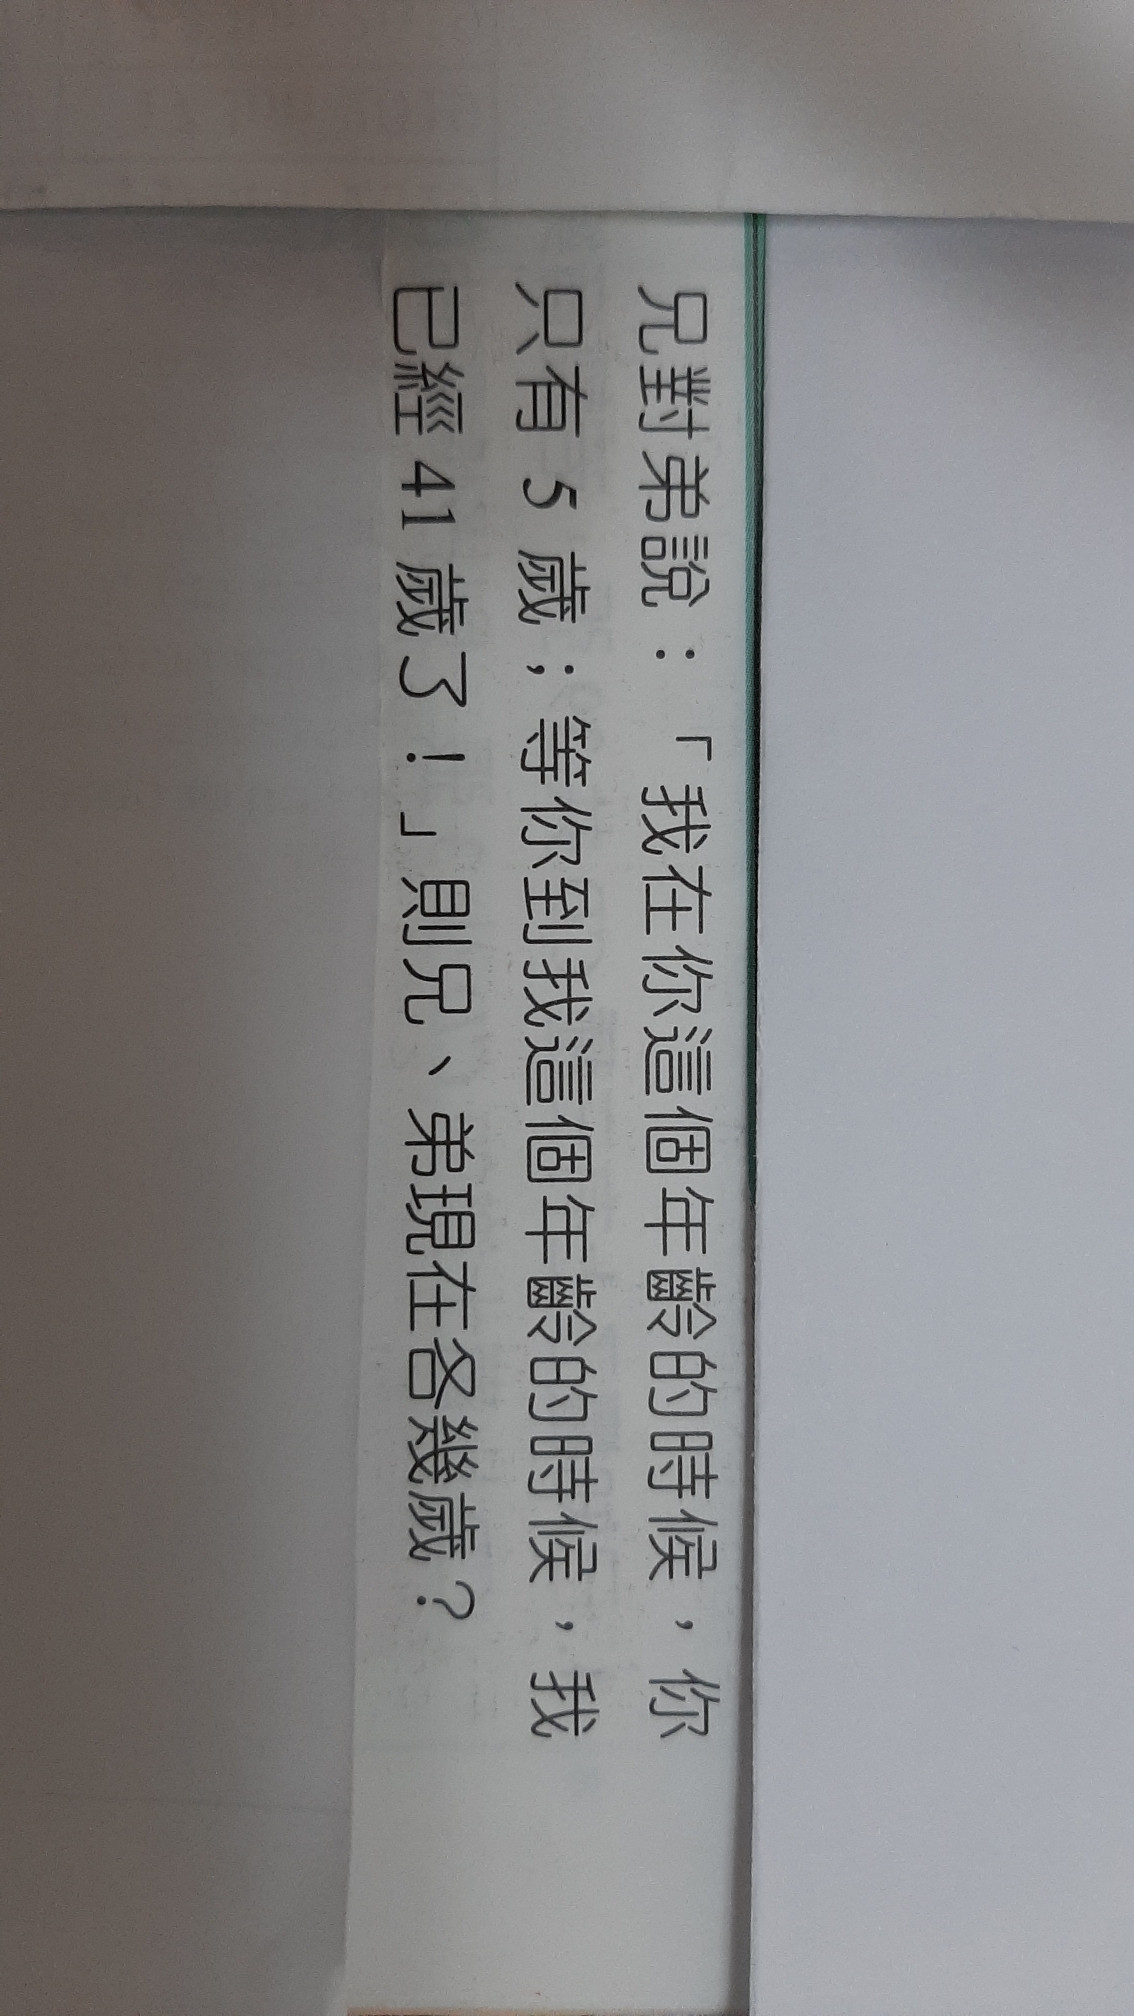 兄對弟說：「我在你這個年齡的時候，你
只有 5 歲；等你到我這個年齡的時候，我
已經 41 歲了！」則兄、弟現在各幾歲？